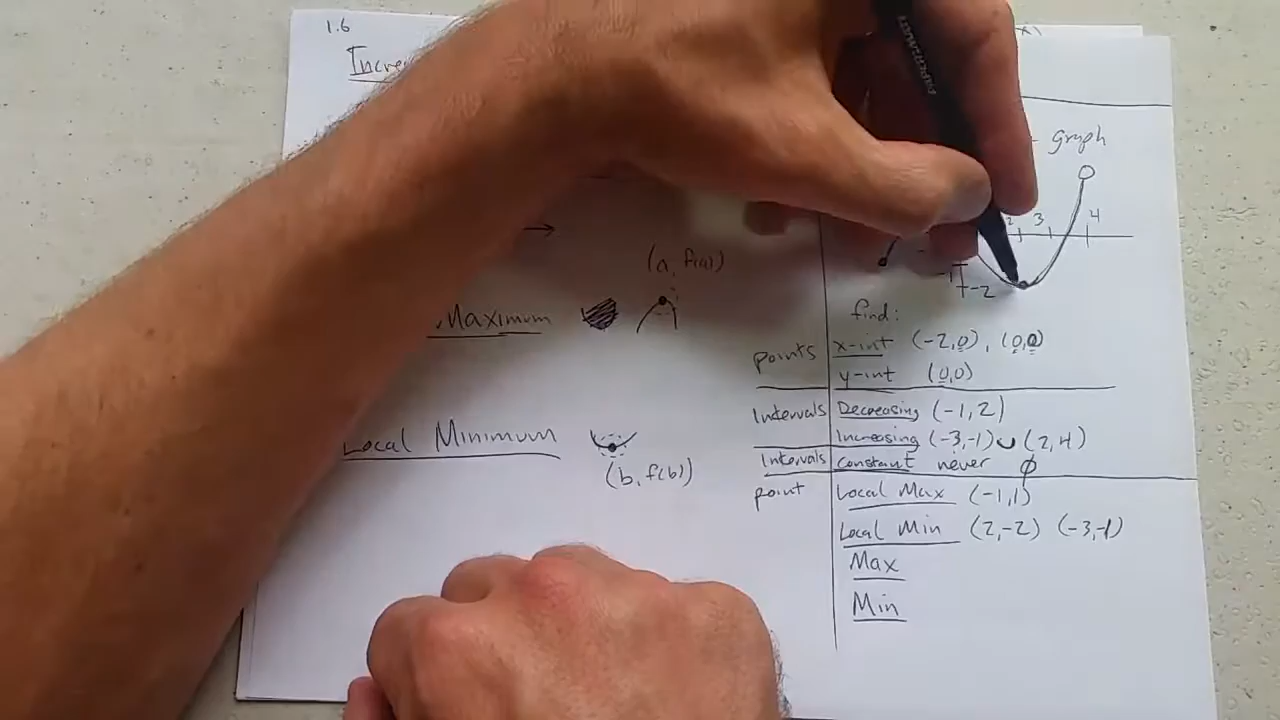 1.6
Graph
2 3 4
(a, f(a))
-1
-2
find:
Maximum
points x-int (-2,0), (0,0)
y-int (0,0)
Intervals Decreasing (-1,2)
Increasing (-3,-1)∪(2,4)
Local Minimum
Intervals constant never ∅
(b, f(b))
point Local Max (-1,1)
Local Min (2,-2) (-3,-1)
Max
Min